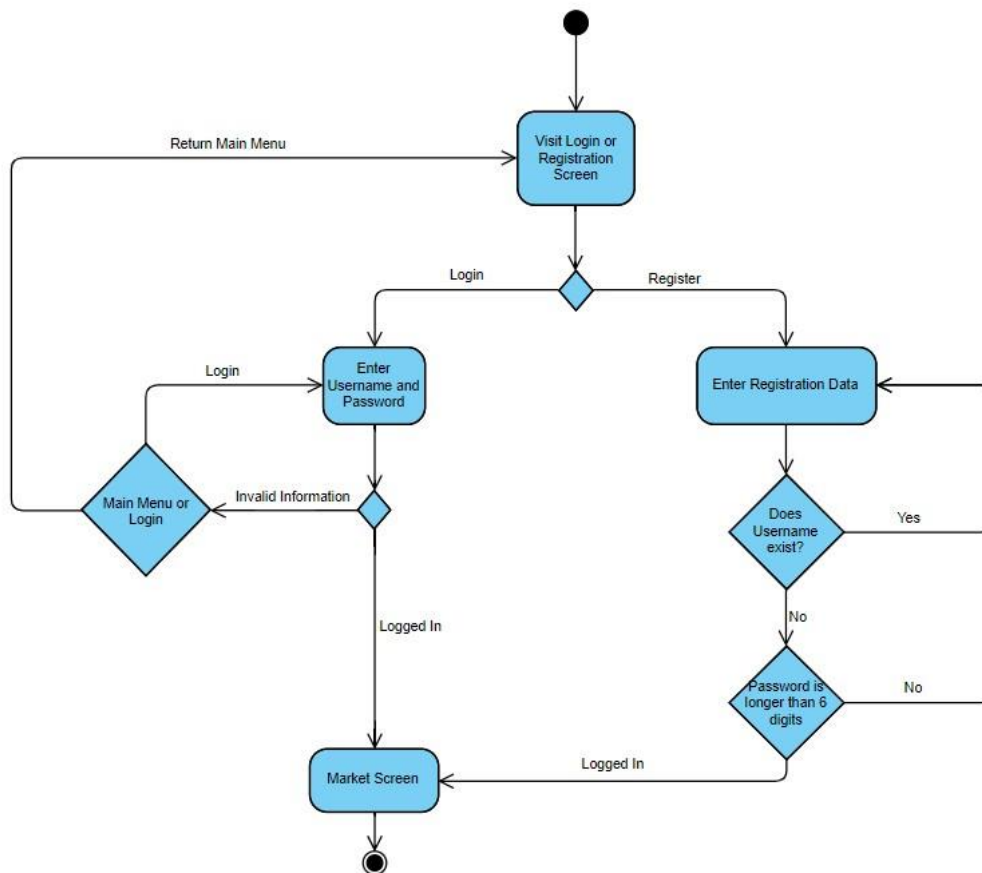 Return Main Menu
Visit Login or
Registration
Screen
Login
Register
Enter
Username and
Password
Login
Enter Registration Data
Main Menu or
Login
Invalid Information
Does
Username
exist?
Yes
No
Logged In
Password is
longer than 6
digits
No
Market Screen
Logged In